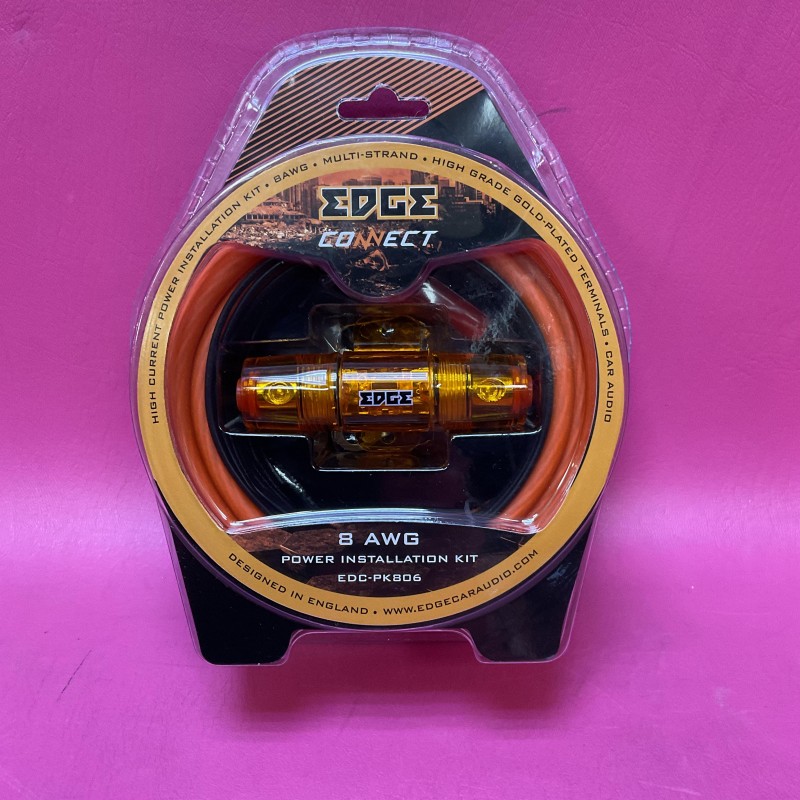 HIGH CURRENT POWER INSTALLATION KIT • 8AWG • MULTI-STRAND • HIGH GRADE GOLD-PLATED TERMINALS • CAR AUDIO
EDGE
CONNECT
EDGE
8 AWG
POWER INSTALLATION KIT
EDC-PK806
DESIGNED IN ENGLAND • WWW.EDGECARAUDIO.COM